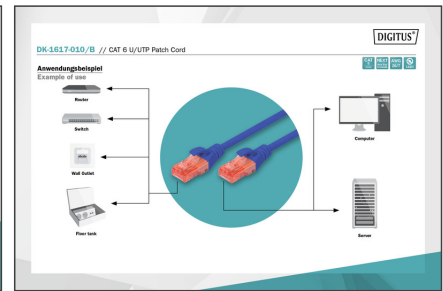 DIGITUS®
DK-1617-010/B // CAT 6 U/UTP Patch Cord
Anwendungsbeispiel
Example of use
Router
Switch
Wall Outlet
Floor tank
Computer
Server